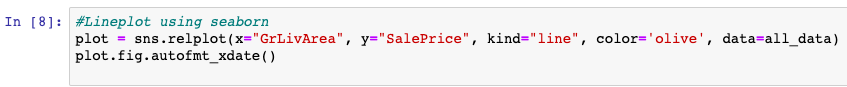 In [8]: #Lineplot using seaborn
plot = sns.relplot(x="GrLivArea", y="SalePrice", kind="line", color='olive', data=all_data)
plot.fig.autofmt_xdate()